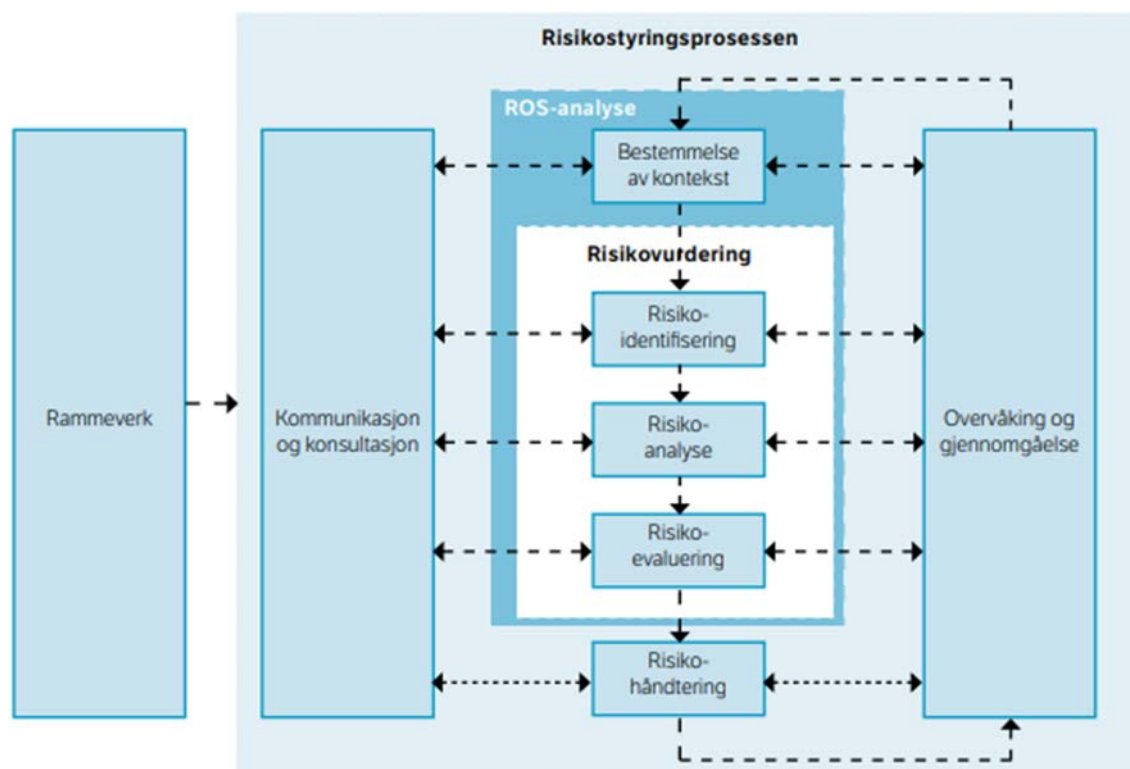 Risikostyringsprosessen
ROS-analyse
Bestemmelse
av kontekst
Risikovurdering
Risiko-
identifisering
Rammeverk
Kommunikasjon
og konsultasjon
Risiko-
analyse
Overvåking og
gjennomgåelse
Risiko-
evaluering
Risiko-
håndtering